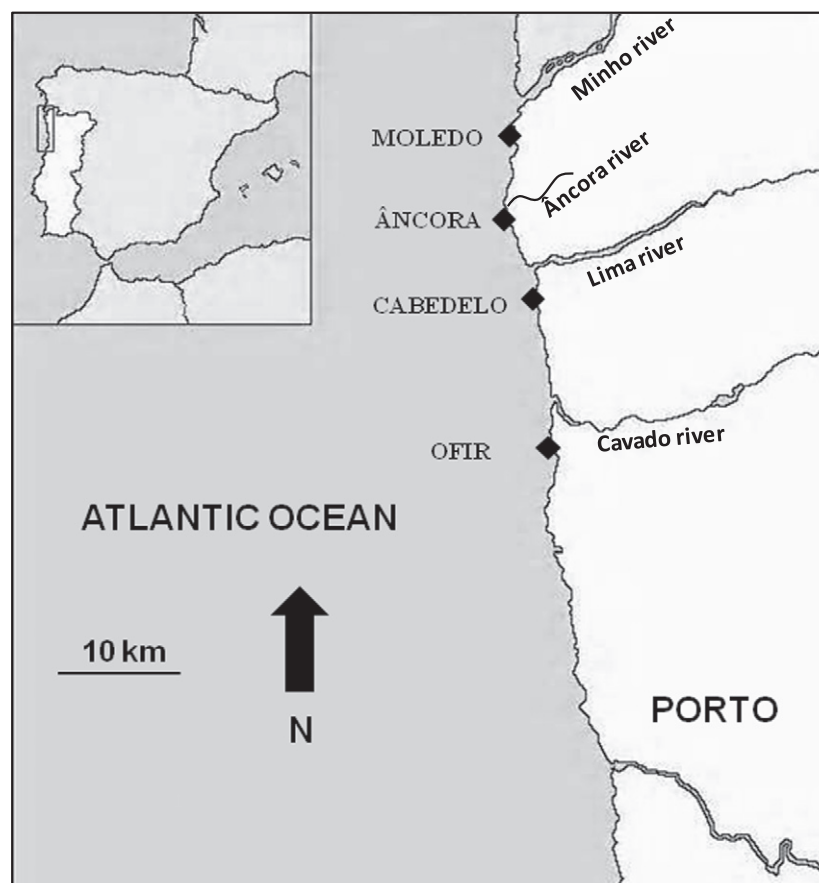 Minho river
MOLEDO
Âncora river
ÂNCORA
Lima river
CABEDELO
Cavado river
OFIR
ATLANTIC OCEAN
10 km
PORTO
N